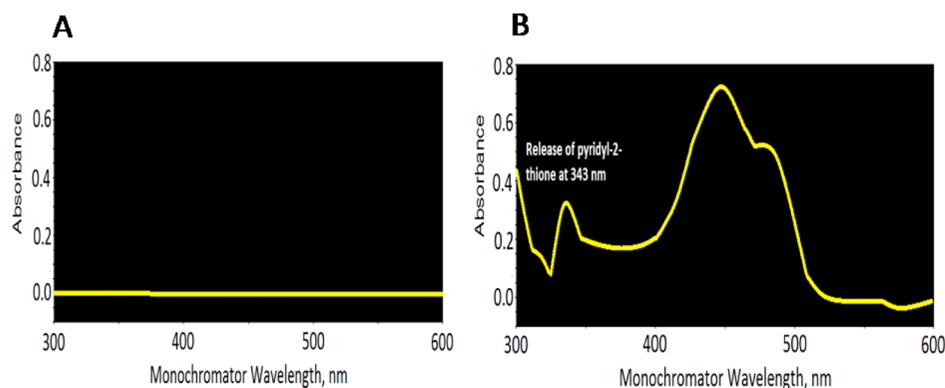 A
0.8
0.6
0.4
0.2
0.0
Absorbance
300
400
500
600
Monochromator Wavelength, nm
B
0.8
0.6
0.4
0.2
0.0
Absorbance
Release of pyridyl-2-
thione at 343 nm
300
400
500
600
Monochromator Wavelength, nm